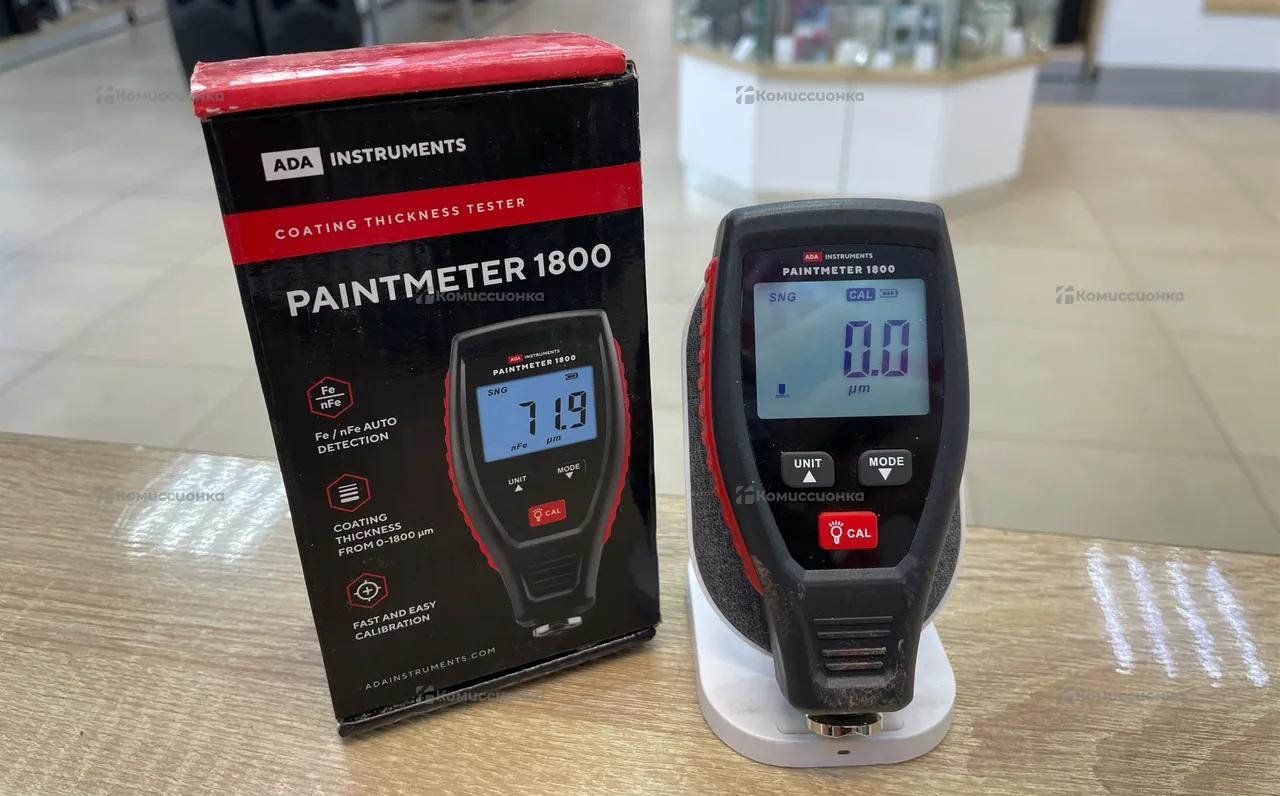 ADA INSTRUMENTS
COATING THICKNESS TESTER
PAINTMETER 1800
Fe
nFe
Fe / nFe AUTO
DETECTION
COATING
THICKNESS
FROM 0-1800 µm
FAST AND EASY
CALIBRATION
ADAINSTRUMENTS.COM
ADA INSTRUMENTS
PAINTMETER 1800
SNG
71.9
nFe µm
UNIT
MODE
CAL
ADA INSTRUMENTS
PAINTMETER 1800
SNG CAL
0.0
µm
UNIT
MODE
CAL
Комиссионка
Комиссионка
Комиссионка
Комиссионка
Комиссионка
Комиссионка
Комиссионка
Комиссионка